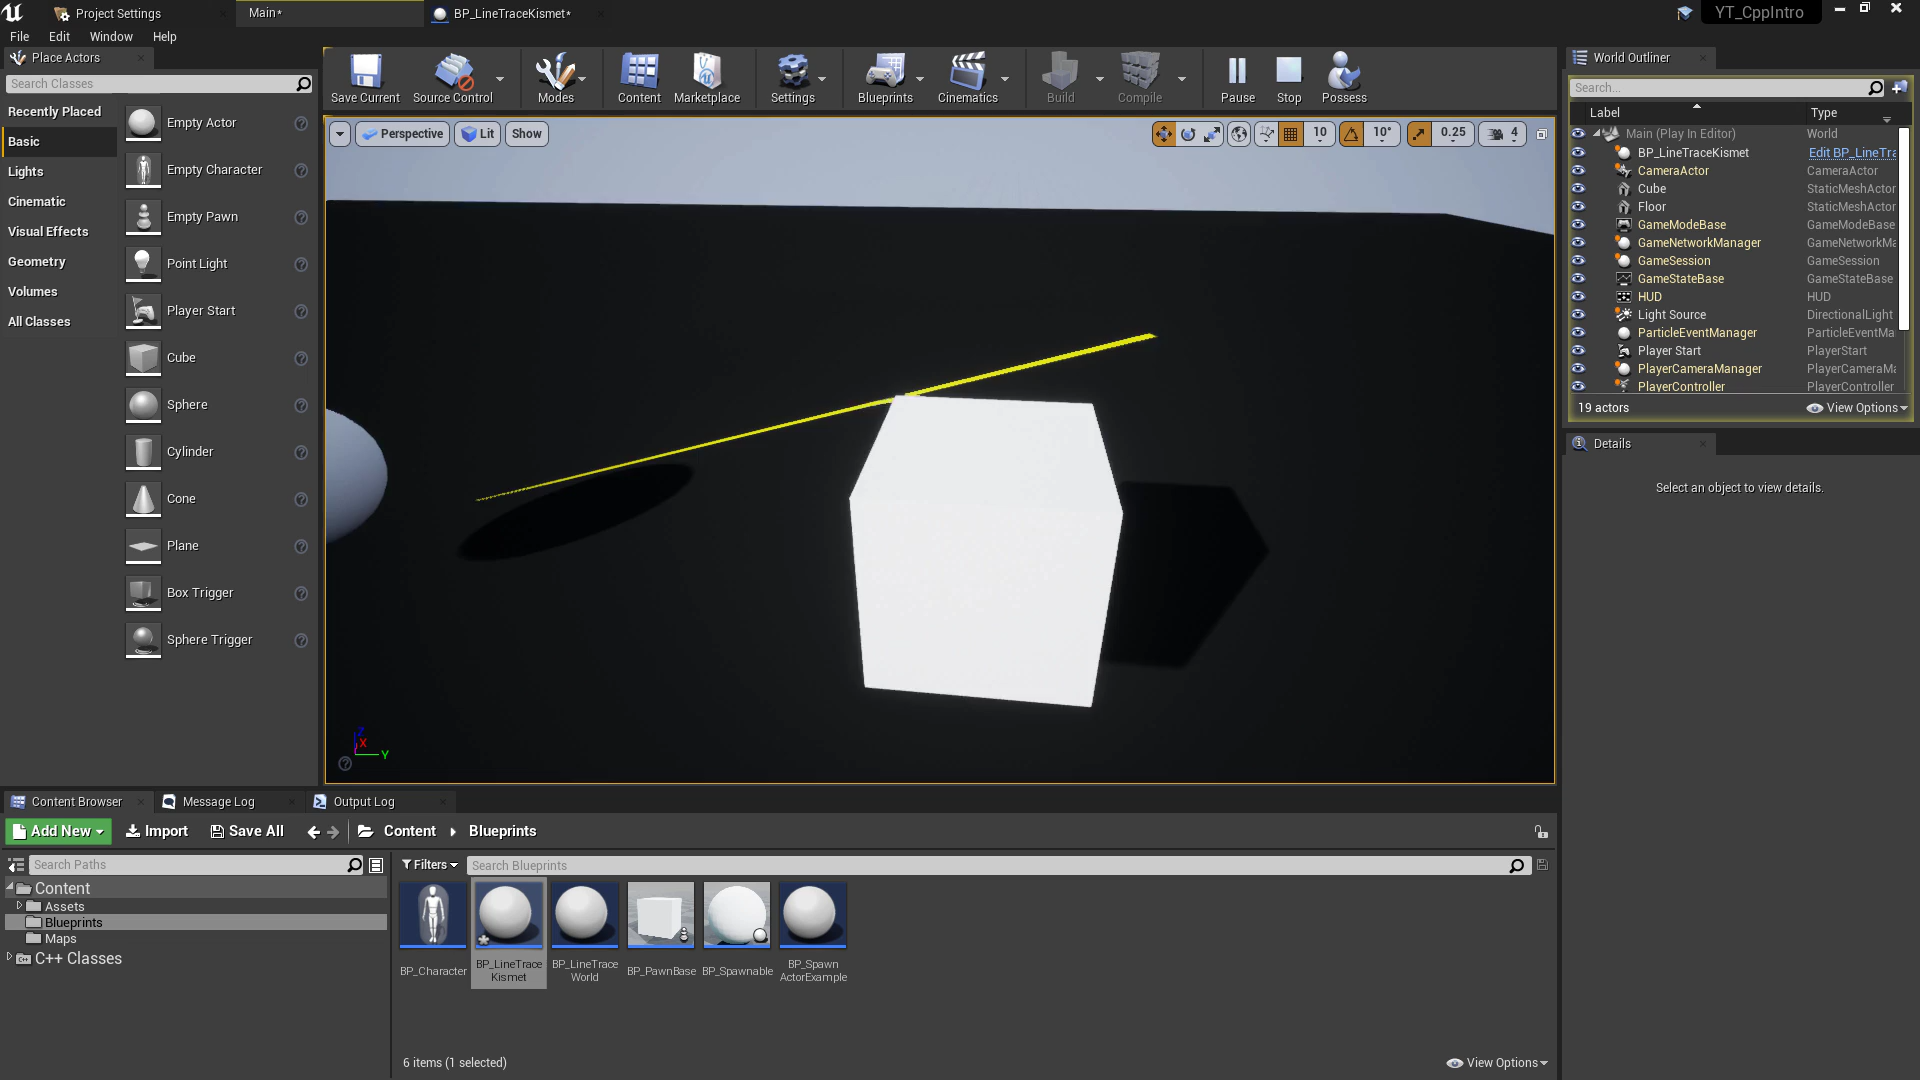 Project Settings
Main*
BP_LineTraceKismet*
YT_CppIntro
File Edit Window Help
Place Actors
Search Classes
Recently Placed
Basic
Lights
Cinematic
Visual Effects
Geometry
Volumes
All Classes
Empty Actor
Empty Character
Empty Pawn
Point Light
Player Start
Cube
Sphere
Cylinder
Cone
Plane
Box Trigger
Sphere Trigger
Save Current
Source Control
Modes
Content
Marketplace
Settings
Blueprints
Cinematics
Build
Compile
Pause
Stop
Possess
Perspective
Lit
Show
10
10°
0.25
4
Z
X
Y
World Outliner
Search...
Label Type
Main (Play In Editor) World
BP_LineTraceKismet Edit BP_LineTra
CameraActor CameraActor
Cube StaticMeshActor
Floor StaticMeshActor
GameModeBase GameModeBase
GameNetworkManager GameNetworkMa
GameSession GameSession
GameStateBase GameStateBase
HUD HUD
Light Source DirectionalLight
ParticleEventManager ParticleEventMa
Player Start PlayerStart
PlayerCameraManager PlayerCameraMa
PlayerController PlayerController
19 actors
View Options
Details
Select an object to view details.
Content Browser
Message Log
Output Log
Add New
Import
Save All
Content
Blueprints
Search Paths
Content
Assets
Blueprints
Maps
C++ Classes
Filters
Search Blueprints
BP_Character
BP_LineTrace
Kismet
BP_LineTrace
World
BP_PawnBase
BP_Spawnable
BP_Spawn
ActorExample
6 items (1 selected)
View Options